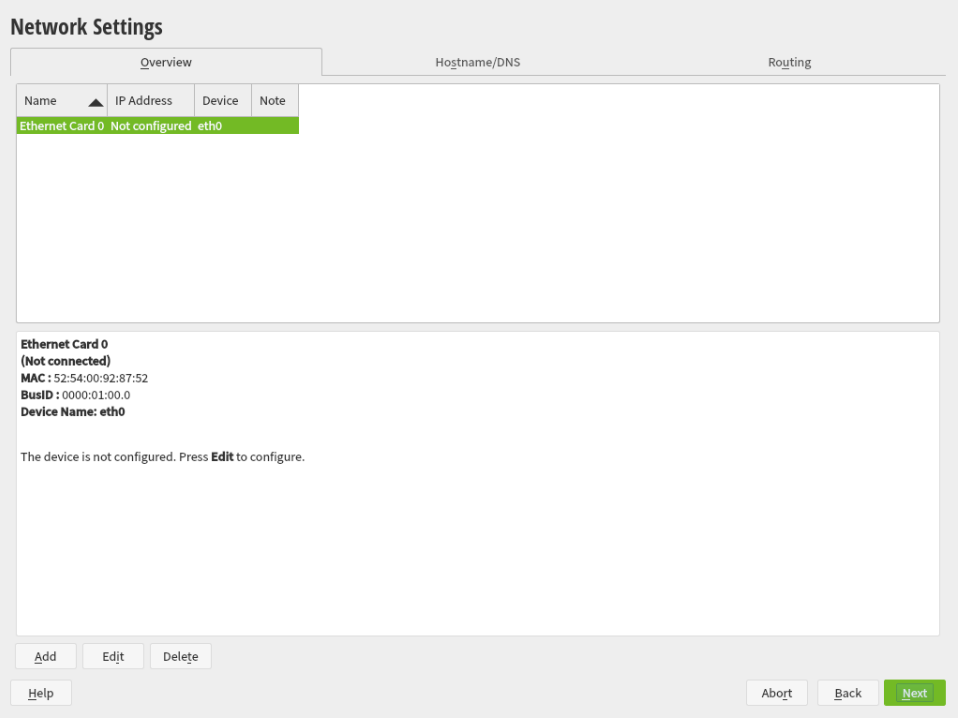 Network Settings
Overview Hostname/DNS Routing
Name IP Address Device Note
Ethernet Card 0 Not configured eth0
Ethernet Card 0
(Not connected)
MAC : 52:54:00:92:87:52
BusID : 0000:01:00.0
Device Name: eth0
The device is not configured. Press Edit to configure.
Add Edit Delete
Help Abort Back Next